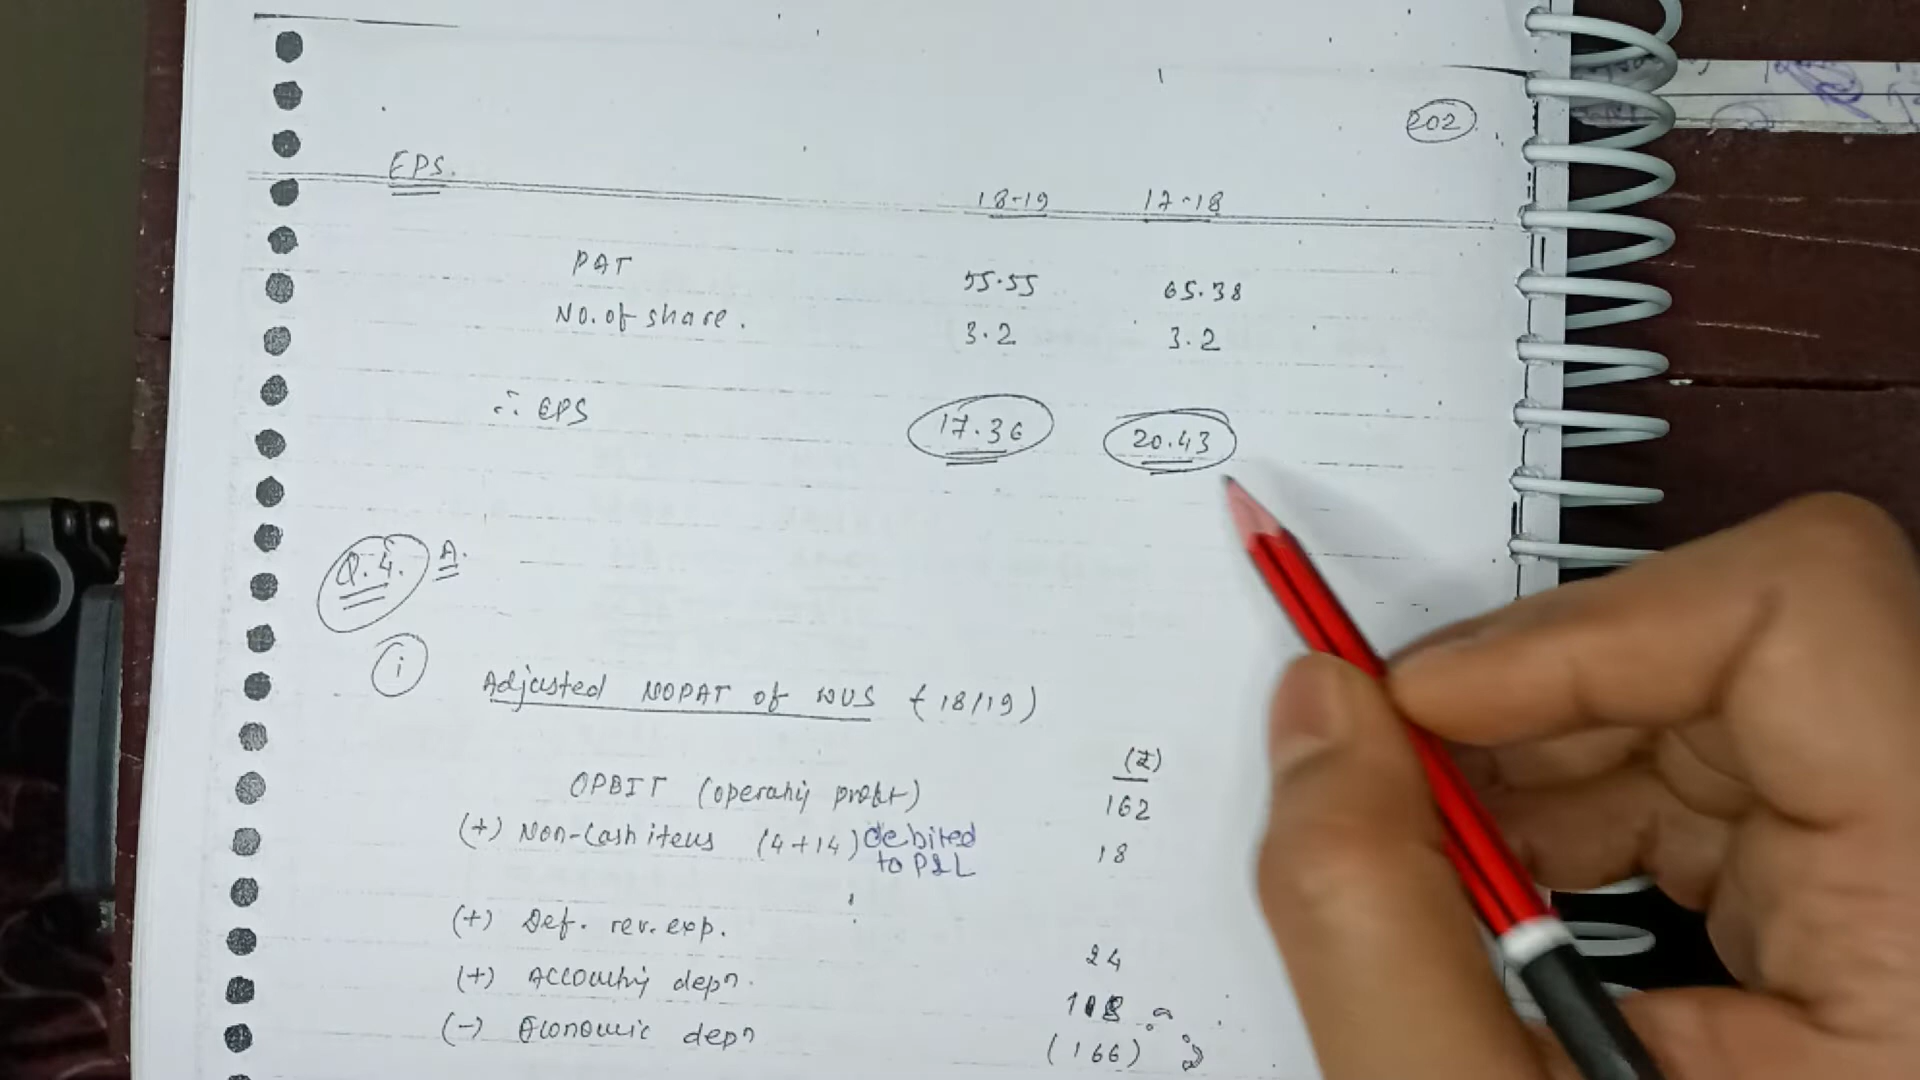 202
EPS.
18-19 17-18
PAT 55.55 65.38
No. of share. 3.2 3.2
∴ EPS 17.36 20.43
Q.4. A.
i
Adjusted NOPAT of WUS (18/19)
(₹)
OPBIT (operating profit) 162
(+) Non-Cash items (4+14) debited to P&L 18
(+) Def. rev. exp. 24
(+) Accounting depn.
(-) Economic depn (166)